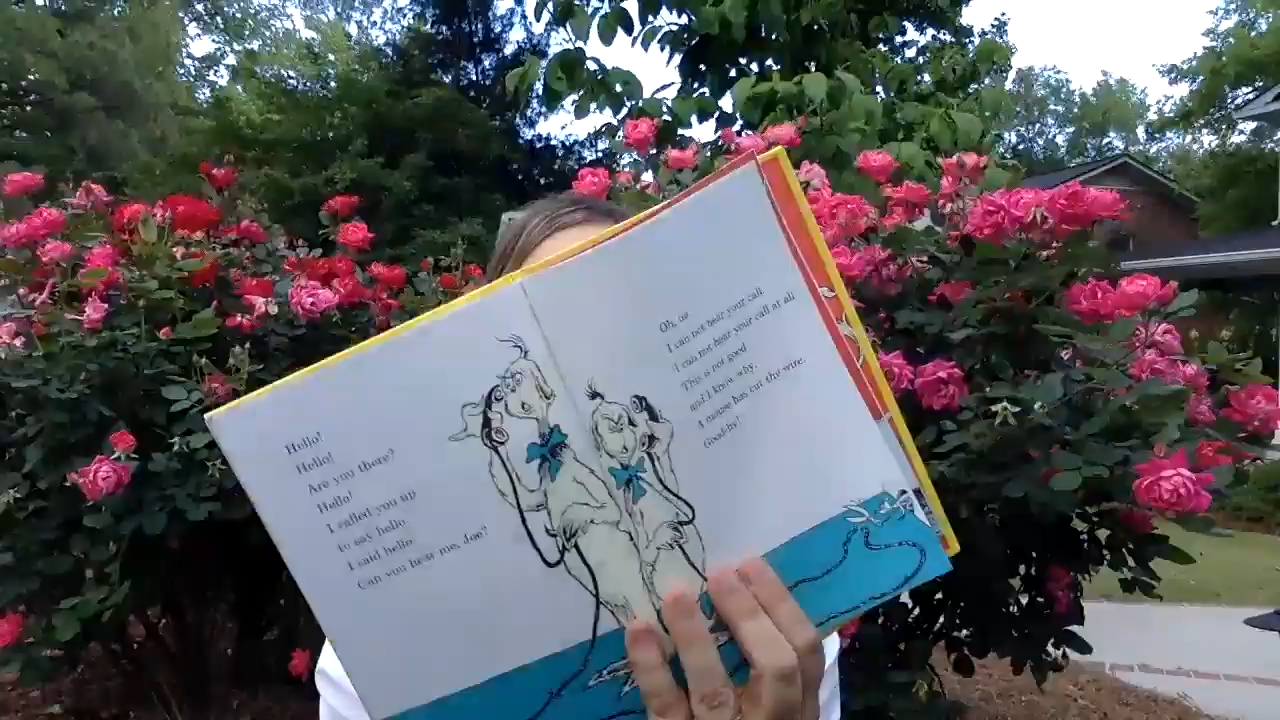 Hello!
Hello!
Are you there?
Hello!
I called you up
to say hello.
I said hello.
Can you hear me, Joe?
Oh, no
I can not hear your call
I can not hear your call at all
This is not good
and I know why.
A mouse has cut the wire.
Good-by!